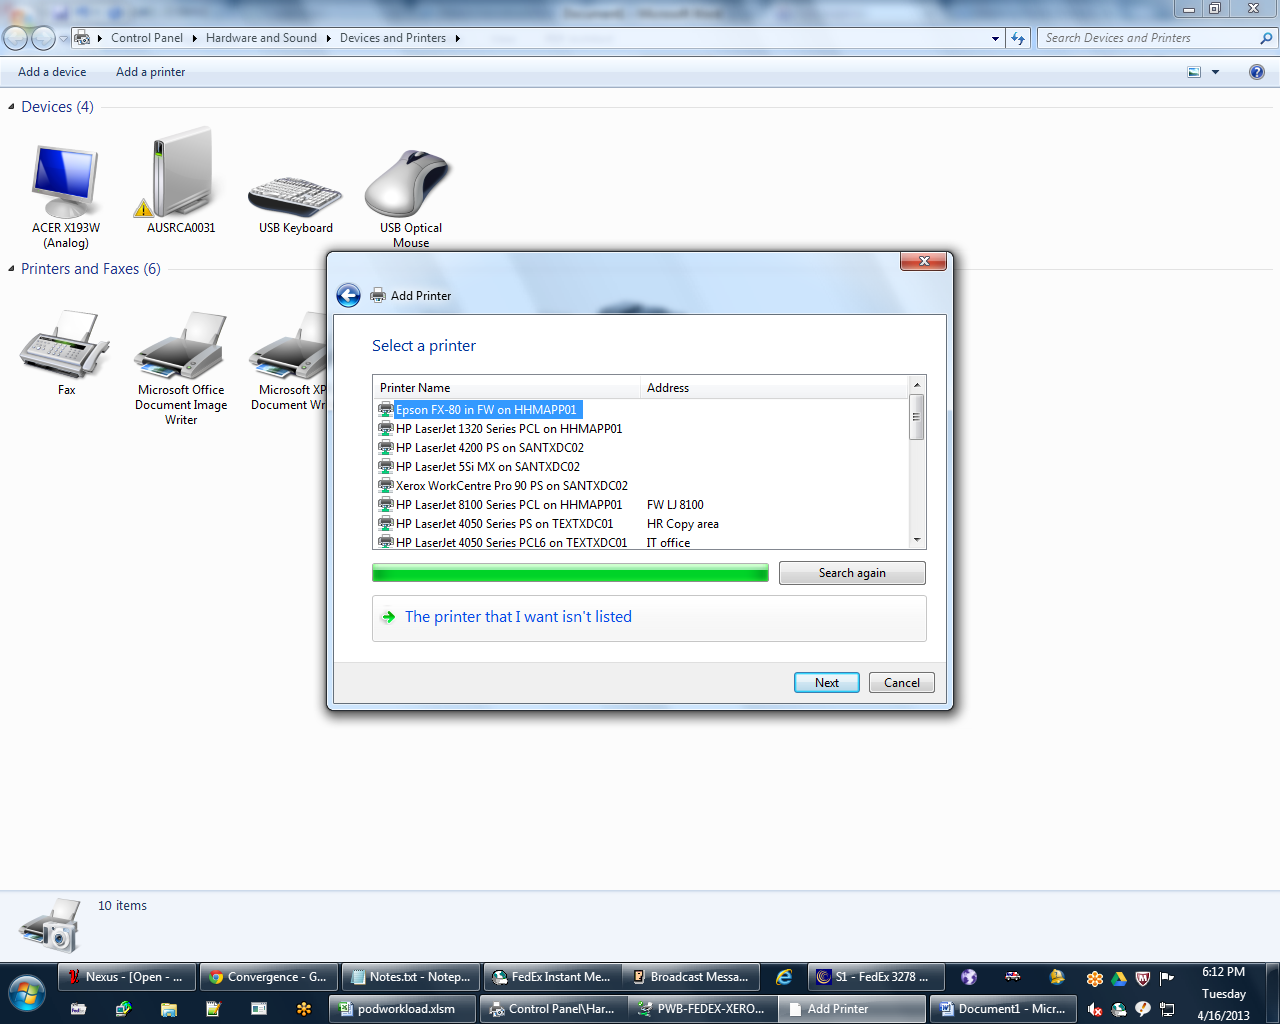 Control Panel Hardware and Sound Devices and Printers
Search Devices and Printers
Add a device Add a printer
Devices (4)
ACER X193W
(Analog)
AUSRCA0031
USB Keyboard
USB Optical
Mouse
Printers and Faxes (6)
Fax
Microsoft Office
Document Image
Writer
Microsoft XP
Document Wr
Add Printer
Select a printer
Printer Name Address
Epson FX-80 in FW on HHMAPP01
HP LaserJet 1320 Series PCL on HHMAPP01
HP LaserJet 4200 PS on SANTXDC02
HP LaserJet 5Si MX on SANTXDC02
Xerox WorkCentre Pro 90 PS on SANTXDC02
HP LaserJet 8100 Series PCL on HHMAPP01 FW LJ 8100
HP LaserJet 4050 Series PS on TEXTXDC01 HR Copy area
HP LaserJet 4050 Series PCL6 on TEXTXDC01 IT office
Search again
The printer that I want isn't listed
Next Cancel
10 items
Nexus - [Open - ... Convergence - G... Notes.txt - Notep... FedEx Instant Me... Broadcast Messa... S1 - FedEx 3278 ...
podworkload.xlsm Control Panel\Har... PWB-FEDEX-XERO... Add Printer Document1 - Micr...
6:12 PM
Tuesday
4/16/2013